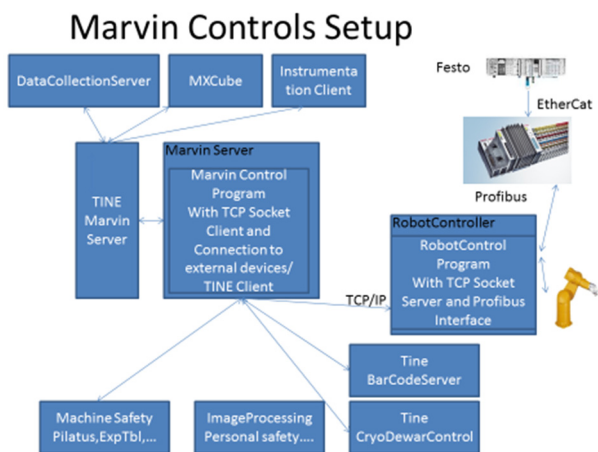 Marvin Controls Setup
DataCollectionServer
MXCube
Instrumenta
tion Client
Festo
EtherCat
Profibus
TINE
Marvin
Server
Marvin Server
Marvin Control
Program
With TCP Socket
Client and
Connection to
external devices/
TINE Client
TCP/IP
RobotController
RobotControl
Program
With TCP Socket
Server and Profibus
Interface
Tine
BarCodeServer
Machine Safety
Pilatus,ExpTbl,...
ImageProcessing
Personal safety....
Tine
CryoDewarControl